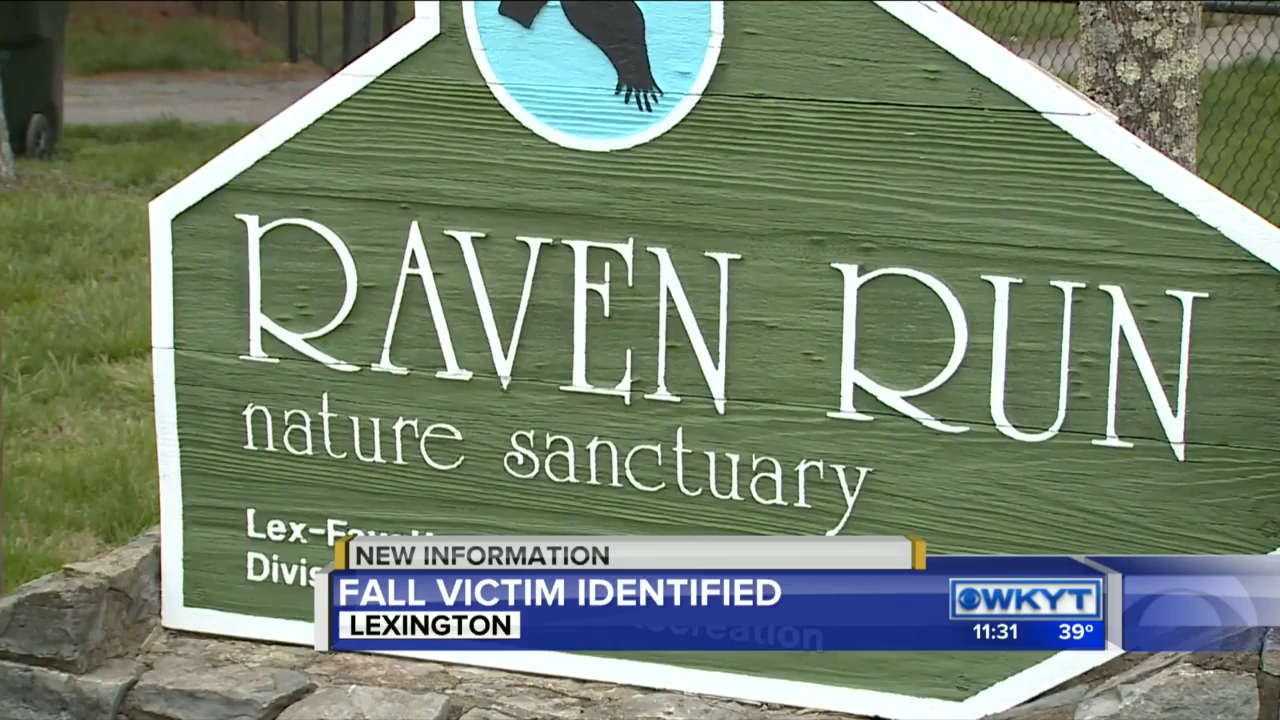 RAVEN RUN
nature sanctuary
NEW INFORMATION
FALL VICTIM IDENTIFIED
LEXINGTON
WKYT
11:31 39°